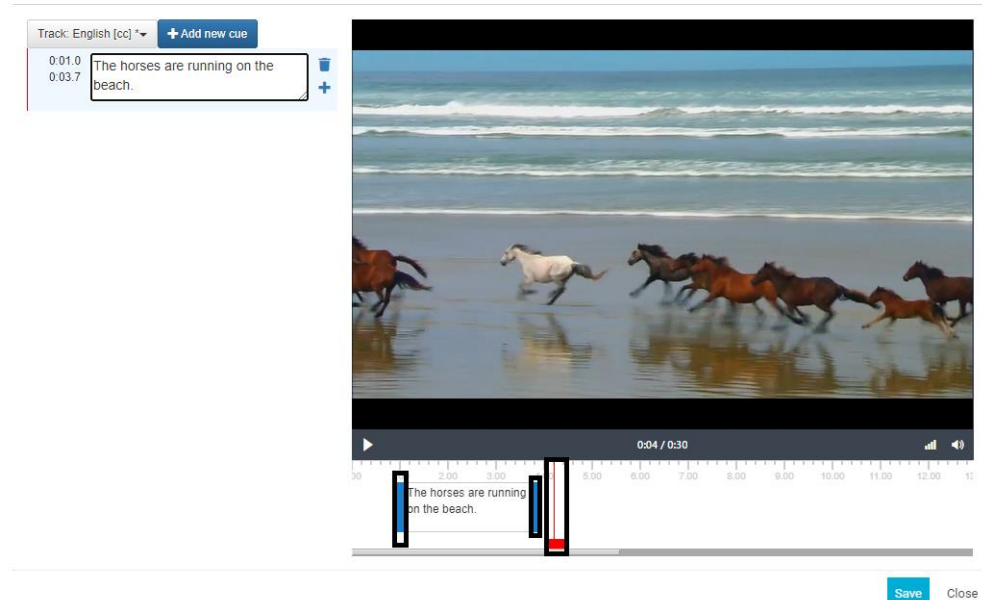 Track: English [cc] *
+ Add new cue
0:01.0
0:03.7
The horses are running on the
beach.
0:04 / 0:30
2.00 3.00 5.00 6.00 7.00 8.00 9.00 10.00 11.00 12.00
The horses are running
on the beach.
Save Close